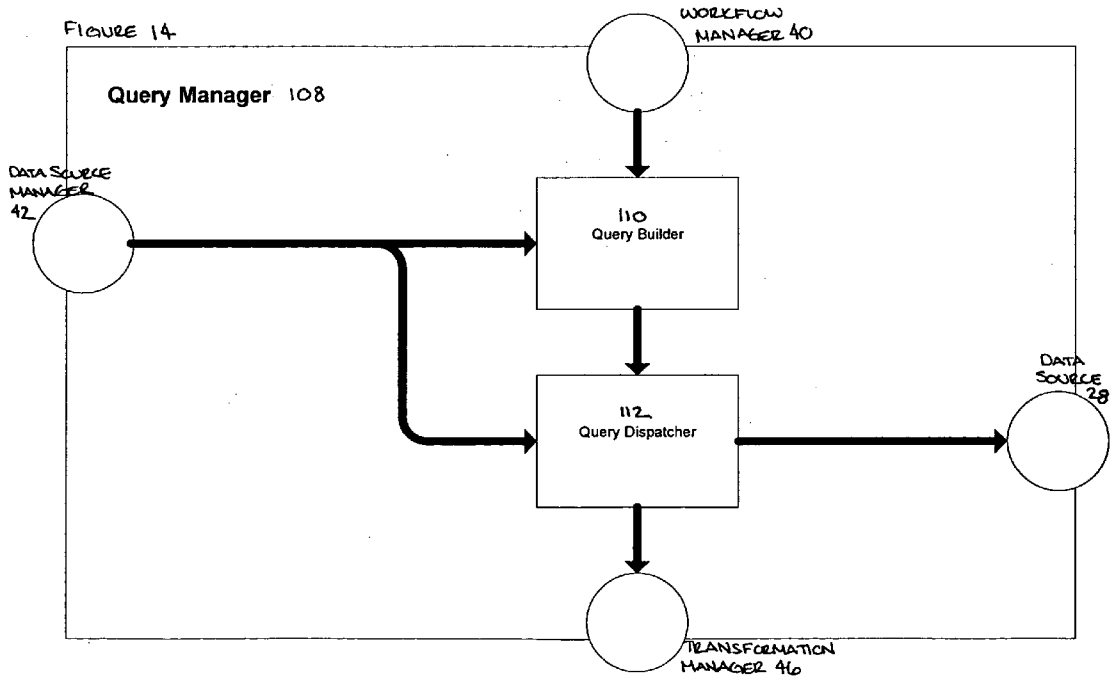 FIGURE 14
WORKFLOW
MANAGER 40
Query Manager 108
DATA SOURCE
MANAGER
42
110
Query Builder
DATA
SOURCE
28
112
Query Dispatcher
TRANSFORMATION
MANAGER 46